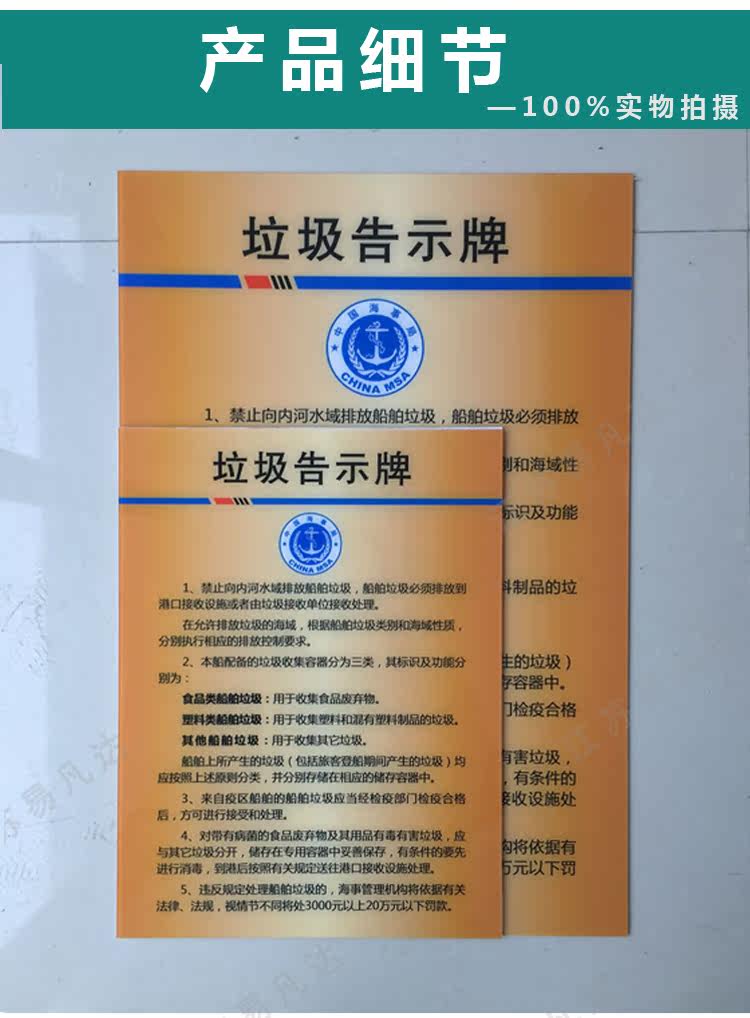 产品细节
—100%实物拍摄
垃圾告示牌
中国海事局
CHINA MSA
1、禁止向内河水域排放船舶垃圾，船舶垃圾必须排放
别和海域性
标识及功能
料制品的垃
生的垃圾）
存容器中。
门检疫合格
有害垃圾，
，有条件的
接收设施处
构将依据有
万元以下罚
垃圾告示牌
中国海事局
CHINA MSA
1、禁止向内河水域排放船舶垃圾，船舶垃圾必须排放到
港口接收设施或者由垃圾接收单位接收处理。
在允许排放垃圾的海域，根据船舶垃圾类别和海域性质，
分别执行相应的排放控制要求。
2、本船配备的垃圾收集容器分为三类，其标识及功能分
别为：
食品类船舶垃圾：用于收集食品废弃物。
塑料类船舶垃圾：用于收集塑料和混有塑料制品的垃圾。
其他船舶垃圾：用于收集其它垃圾。
船舶上所产生的垃圾（包括旅客登船期间产生的垃圾）均
应按照上述原则分类，并分别存储在相应的储存容器中。
3、来自疫区船舶的船舶垃圾应当经检疫部门检疫合格
后，方可进行接受和处理。
4、对带有病菌的食品废弃物及其用品有毒有害垃圾，应
与其它垃圾分开，储存在专用容器中妥善保存，有条件的要先
进行消毒，到港后按照有关规定送往港口接收设施处理。
5、违反规定处理船舶垃圾的，海事管理机构将依据有关
法律、法规，视情节不同将处3000元以上20万元以下罚款。
易凡达